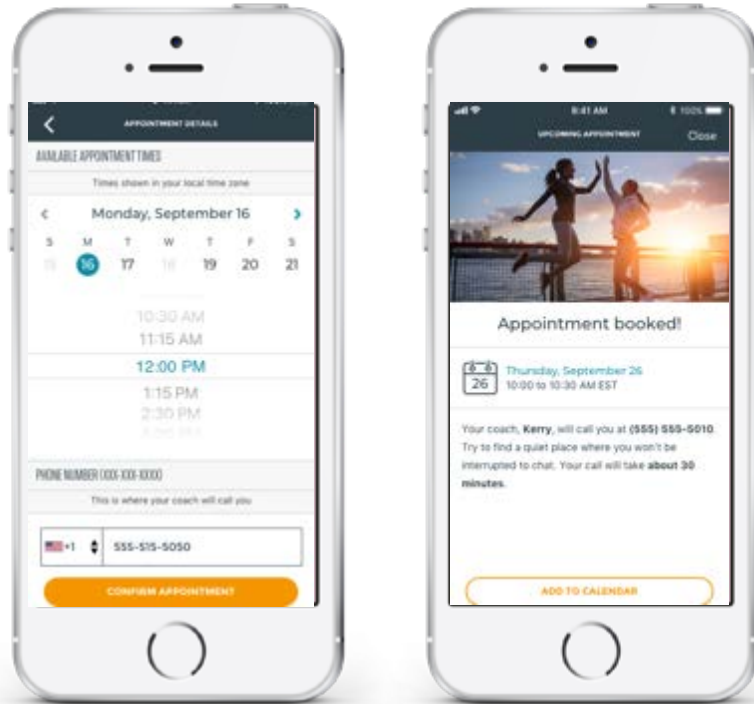 APPOINTMENT DETAILS
AVAILABLE APPOINTMENT TIMES
Times shown in your local time zone
< Monday, September 16 >
S M T W T F S
15 16 17 18 19 20 21
10:30 AM
11:15 AM
12:00 PM
1:15 PM
2:30 PM
PHONE NUMBER (XXX-XXX-XXXX)
This is where your coach will call you
+1 555-515-5050
CONFIRM APPOINTMENT
9:41 AM 100%
UPCOMING APPOINTMENT Close
Appointment booked!
26 Thursday, September 26
10:00 to 10:30 AM EST
Your coach, Kerry, will call you at (555) 555-5010.
Try to find a quiet place where you won't be
interrupted to chat. Your call will take about 30
minutes.
ADD TO CALENDAR